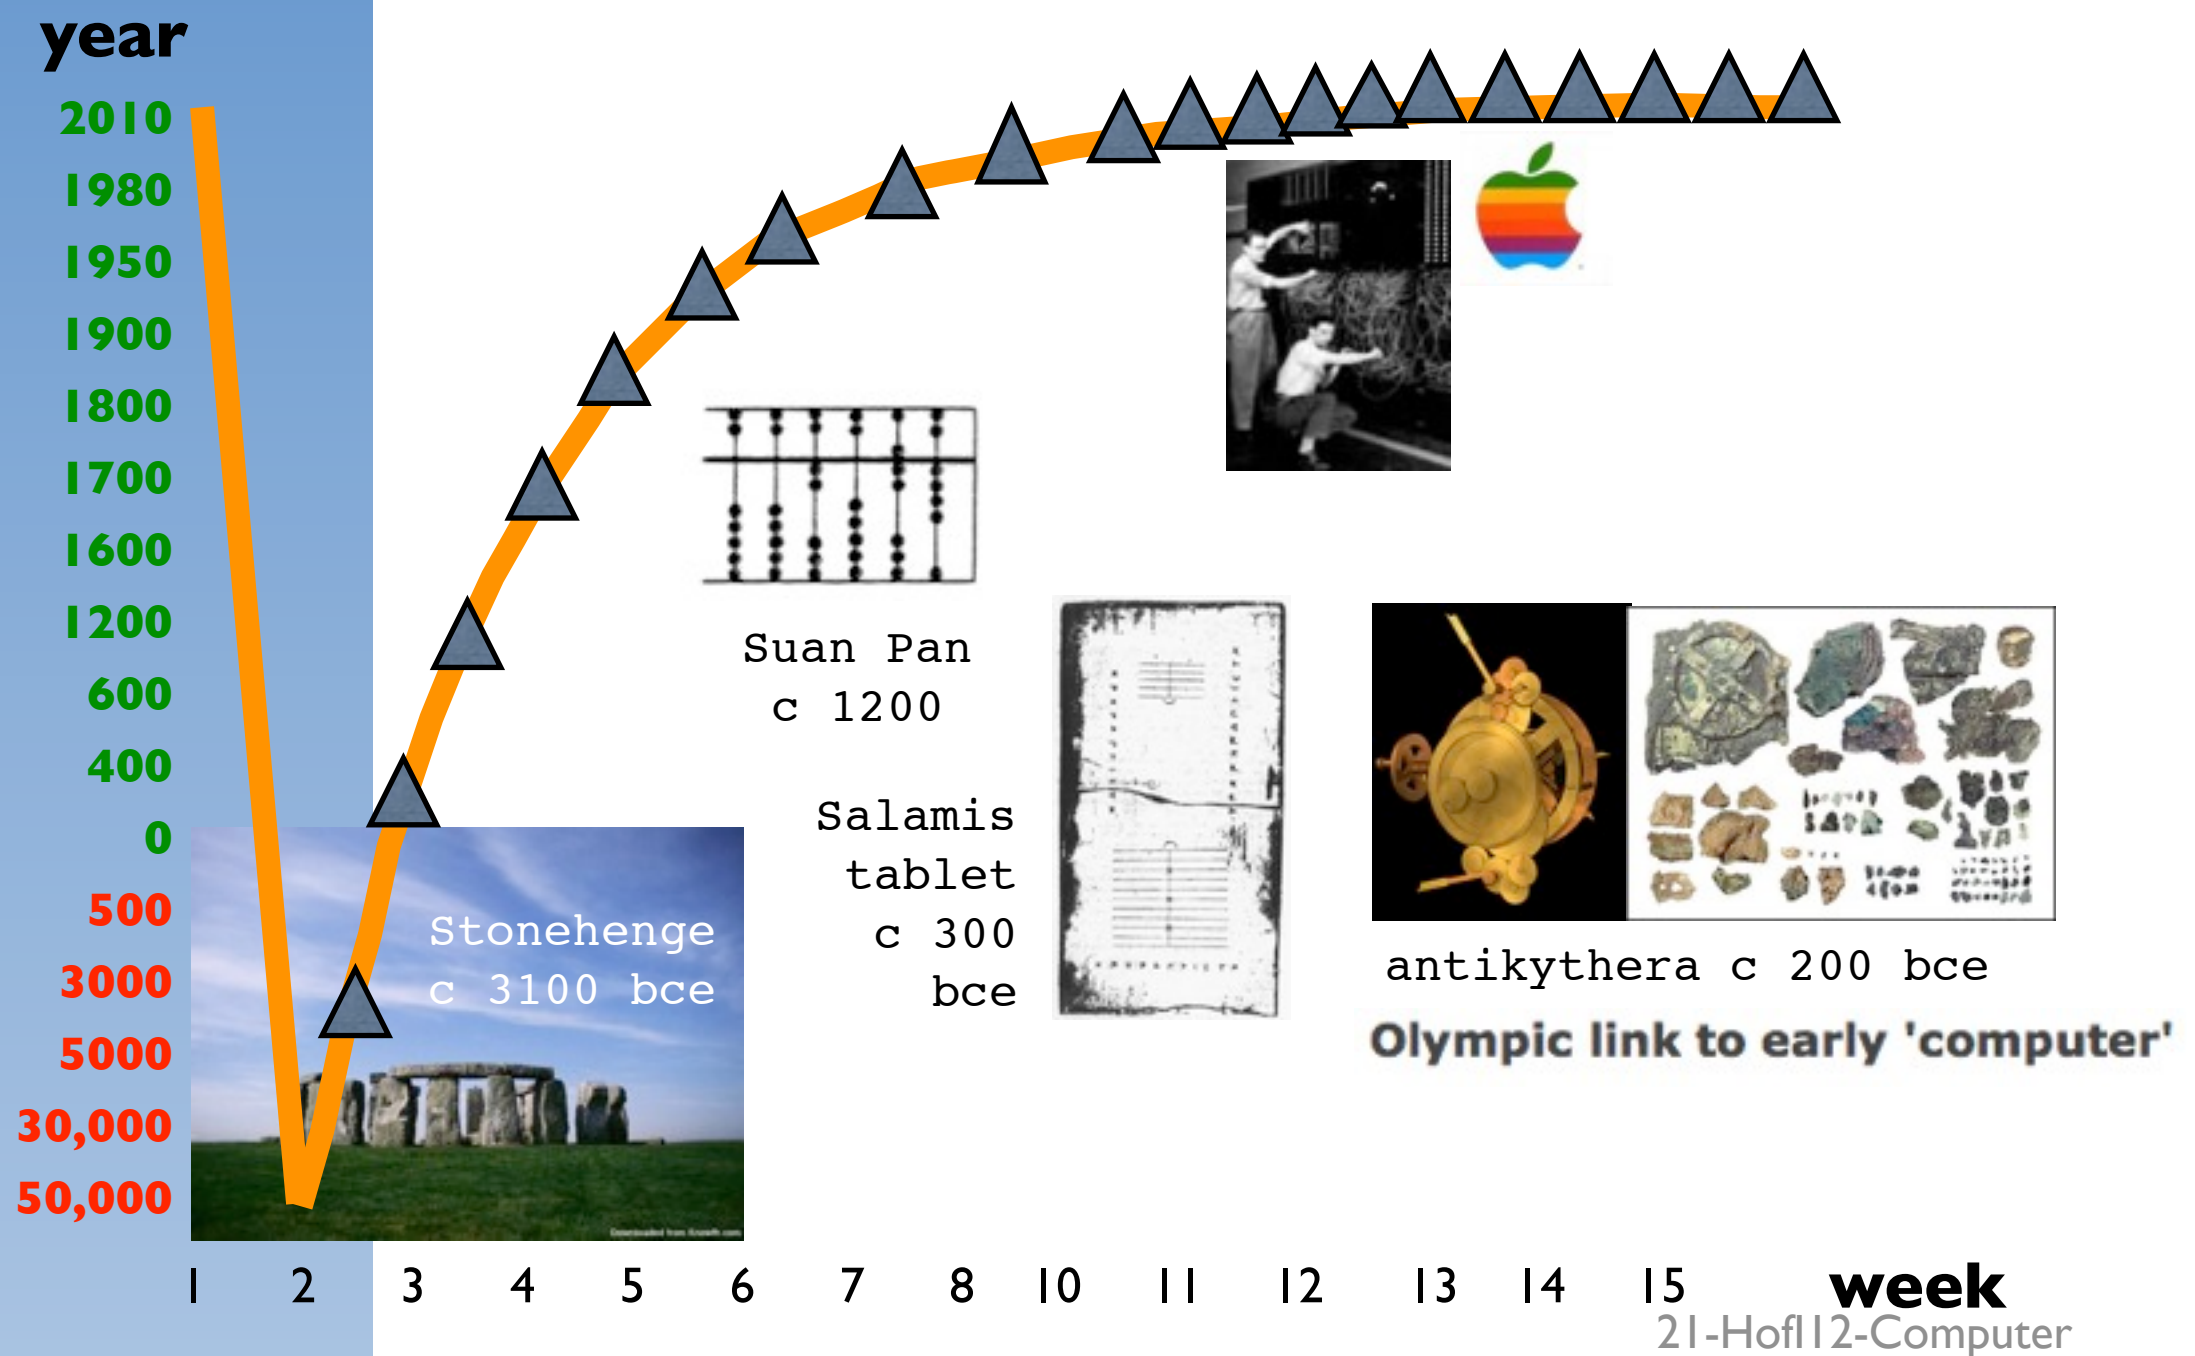 year
2010
1980
1950
1900
1800
1700
1600
1200
600
400
0
500
3000
5000
30,000
50,000
Suan Pan
c 1200
Salamis
tablet
c 300
bce
Stonehenge
c 3100 bce
antikythera c 200 bce
Olympic link to early 'computer'
1 2 3 4 5 6 7 8 10 11 12 13 14 15 week
21-HofI12-Computer